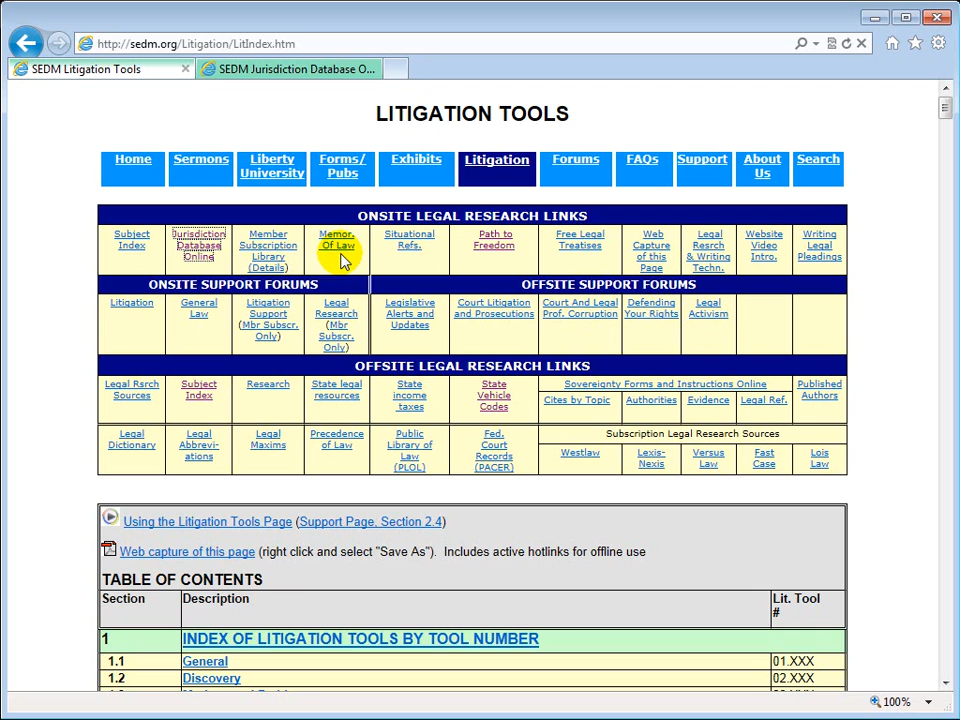 http://sedm.org/Litigation/LitIndex.htm
SEDM Litigation Tools
SEDM Jurisdiction Database O...
LITIGATION TOOLS
Home
Sermons
Liberty
University
Forms/
Pubs
Exhibits
Litigation
Forums
FAQs
Support
About
Us
Search
ONSITE LEGAL RESEARCH LINKS
Subject
Index
Jurisdiction
Database
Online
Member
Subscription
Library
(Details)
Memor.
Of Law
Situational
Refs.
Path to
Freedom
Free Legal
Treatises
Web
Capture
of this
Page
Legal
Resrch
& Writing
Techn.
Website
Video
Intro.
Writing
Legal
Pleadings
ONSITE SUPPORT FORUMS
OFFSITE SUPPORT FORUMS
Litigation
General
Law
Litigation
Support
(Mbr Subscr.
Only)
Legal
Research
(Mbr
Subscr.
Only)
Legislative
Alerts and
Updates
Court Litigation
and Prosecutions
Court And Legal
Prof. Corruption
Defending
Your Rights
Legal
Activism
OFFSITE LEGAL RESEARCH LINKS
Legal Rsrch
Sources
Subject
Index
Research
State legal
resources
State
income
taxes
State
Vehicle
Codes
Sovereignty Forms and Instructions Online
Cites by Topic
Authorities
Evidence
Legal Ref.
Published
Authors
Legal
Dictionary
Legal
Abbrevi-
ations
Legal
Maxims
Precedence
of Law
Public
Library of
Law
(PLOL)
Fed.
Court
Records
(PACER)
Subscription Legal Research Sources
Westlaw
Lexis-
Nexis
Versus
Law
Fast
Case
Lois
Law
Using the Litigation Tools Page (Support Page, Section 2.4)
Web capture of this page (right click and select "Save As").  Includes active hotlinks for offline use
TABLE OF CONTENTS
Section Description Lit. Tool
#
1 INDEX OF LITIGATION TOOLS BY TOOL NUMBER
1.1 General 01.XXX
1.2 Discovery 02.XXX
100%